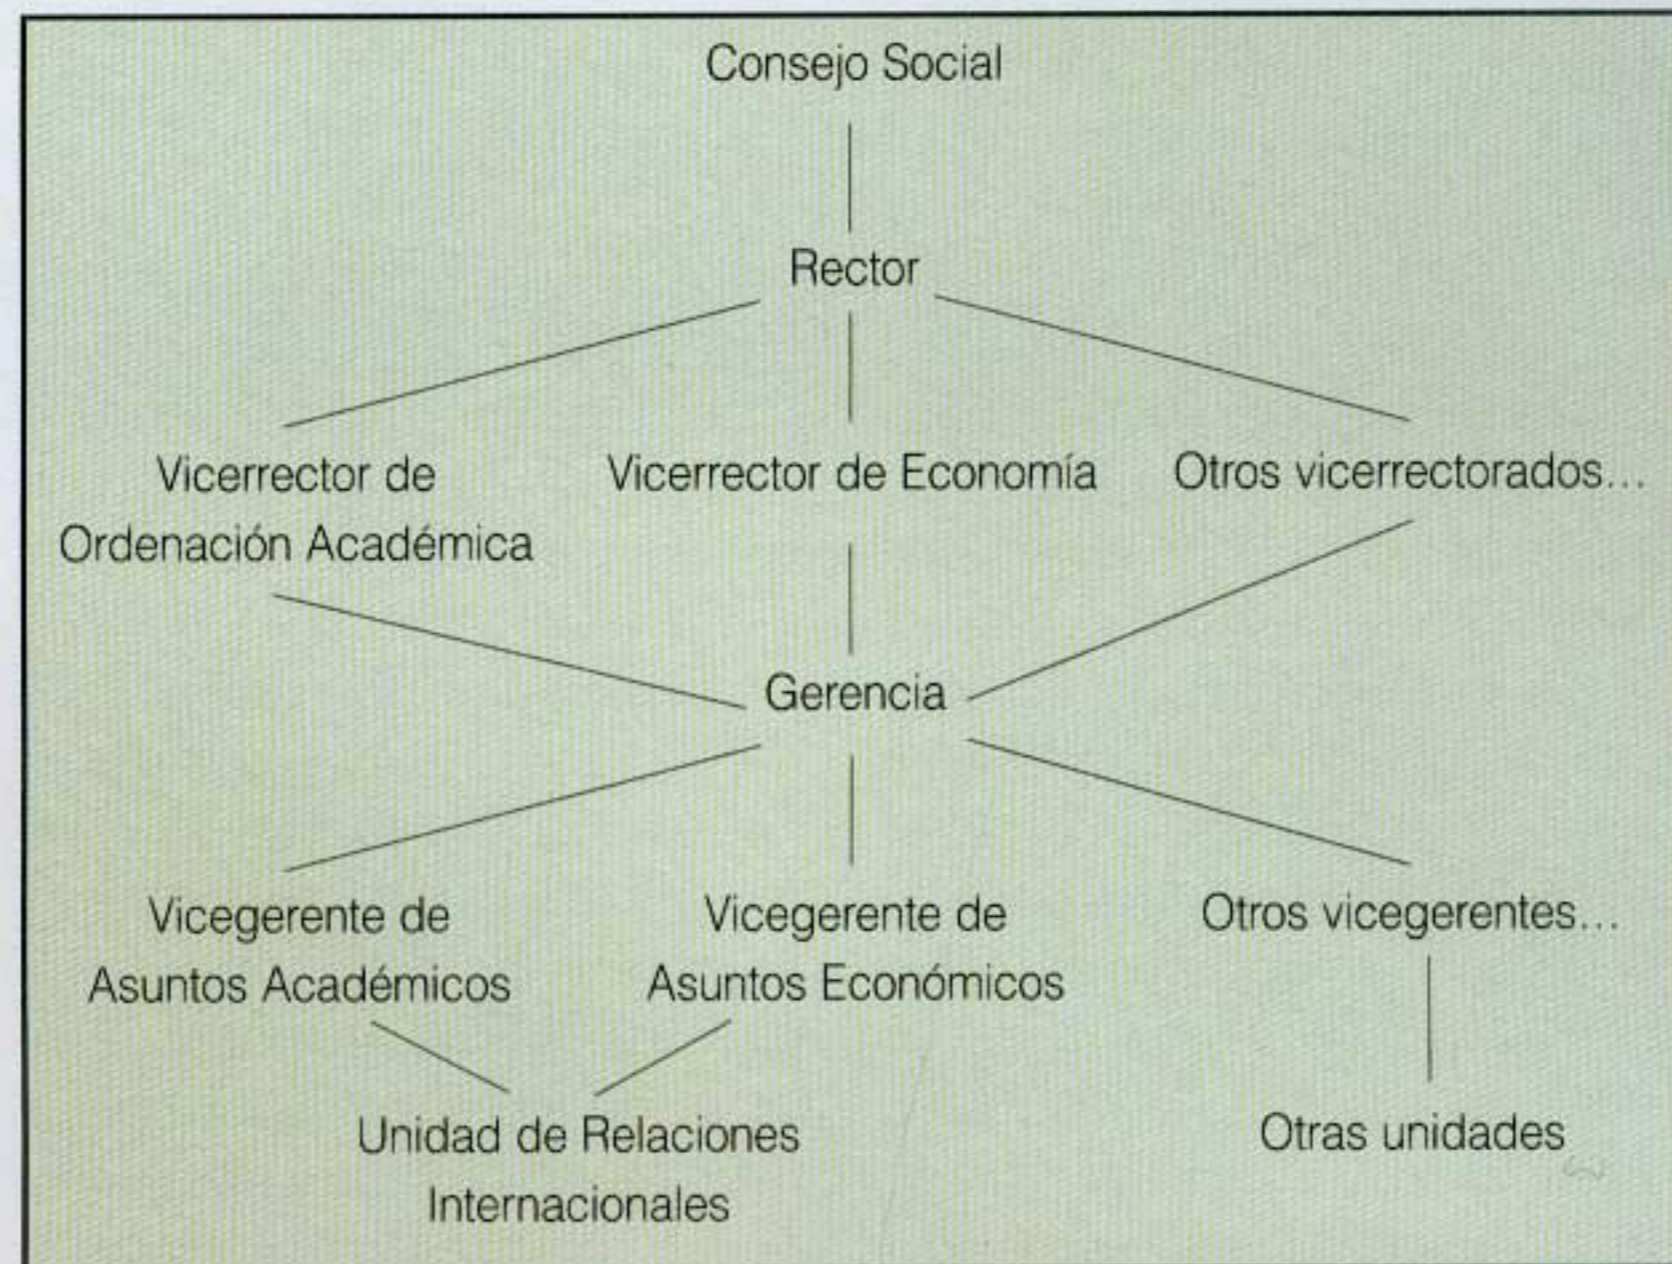 Consejo Social
Rector
Vicerrector de
Ordenación Académica
Vicerrector de Economía
Otros vicerrectorados...
Gerencia
Vicegerente de
Asuntos Académicos
Vicegerente de
Asuntos Económicos
Otros vicegerentes...
Unidad de Relaciones
Internacionales
Otras unidades